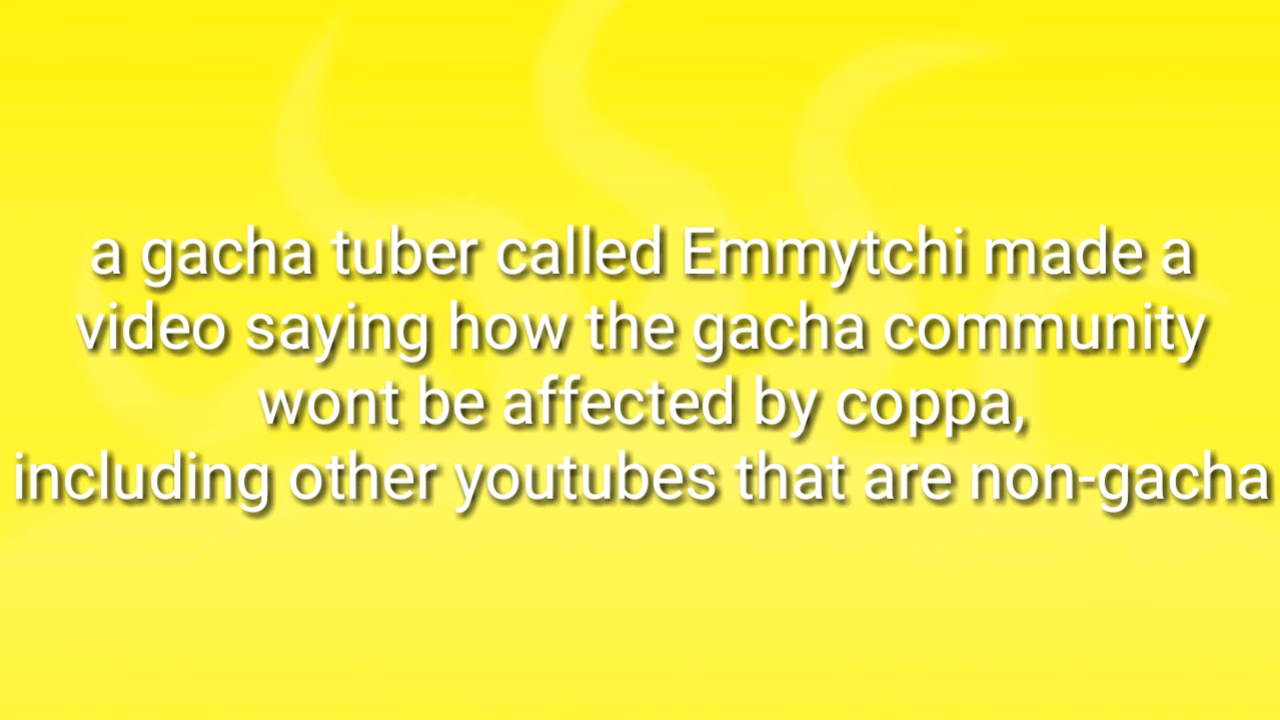 a gacha tuber called Emmytchi made a
video saying how the gacha community
wont be affected by coppa,
including other youtubes that are non-gacha